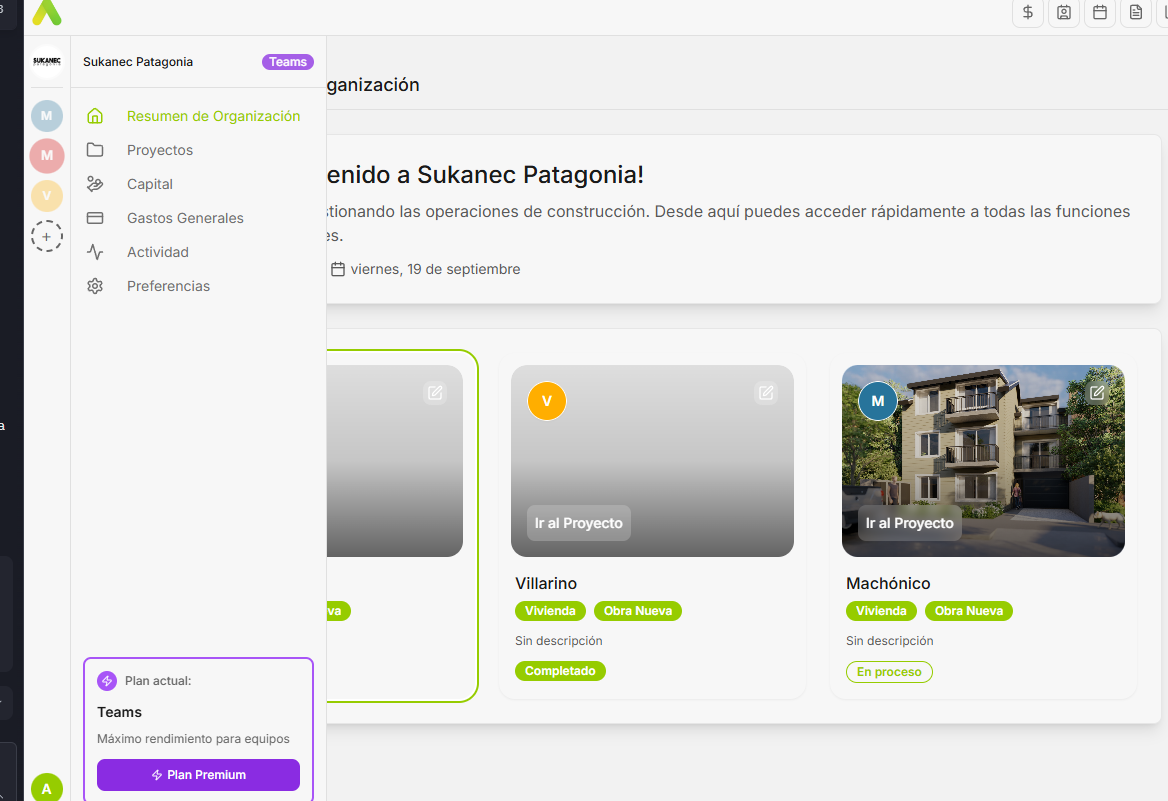 SUKANEC
Sukanec Patagonia
Teams
M
M
V
+
Resumen de Organización
Proyectos
Capital
Gastos Generales
Actividad
Preferencias
Plan actual:
Teams
Máximo rendimiento para equipos
Plan Premium
A
ganización
enido a Sukanec Patagonia!
stionando las operaciones de construcción. Desde aquí puedes acceder rápidamente a todas las funciones
es.
viernes, 19 de septiembre
va
V
Ir al Proyecto
Villarino
Vivienda
Obra Nueva
Sin descripción
Completado
M
Ir al Proyecto
Machónico
Vivienda
Obra Nueva
Sin descripción
En proceso